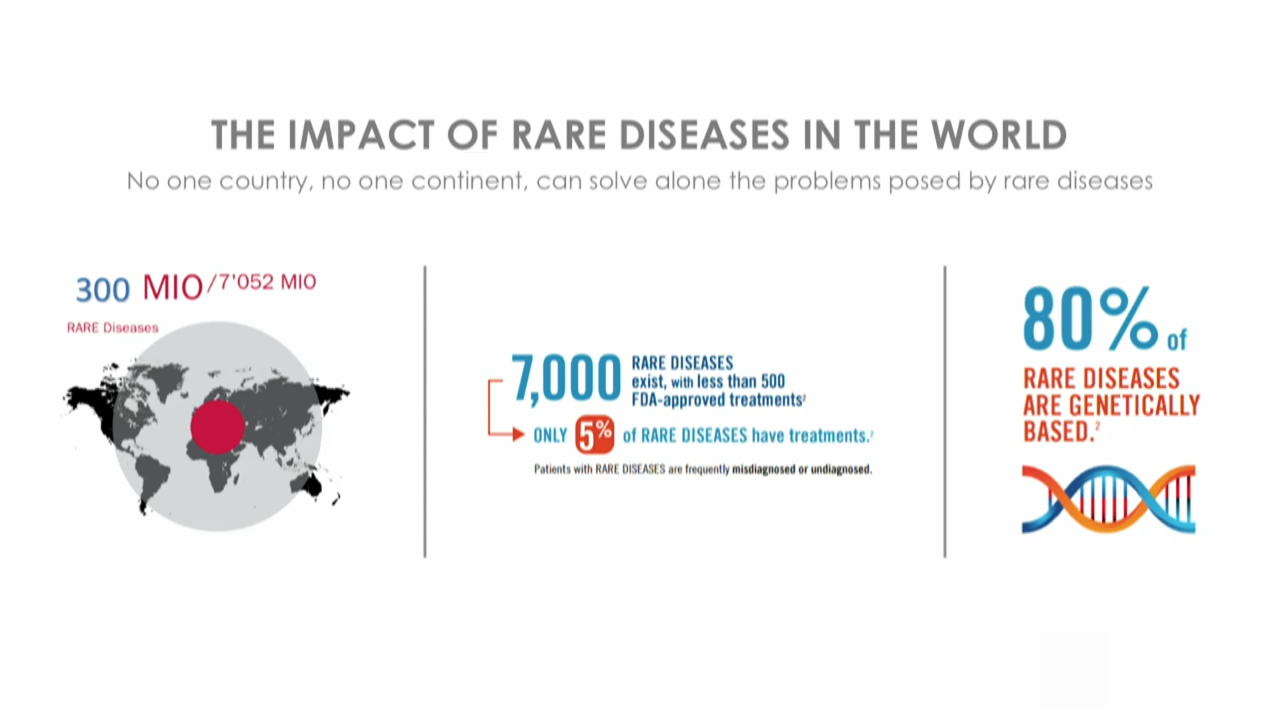 THE IMPACT OF RARE DISEASES IN THE WORLD
No one country, no one continent, can solve alone the problems posed by rare diseases
300 MIO/7'052 MIO
RARE Diseases
7,000 RARE DISEASES
exist, with less than 500
FDA-approved treatments²
ONLY 5% of RARE DISEASES have treatments.²
Patients with RARE DISEASES are frequently misdiagnosed or undiagnosed.
80% of
RARE DISEASES
ARE GENETICALLY
BASED.²